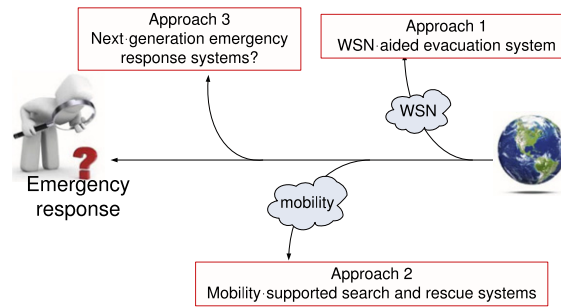 Approach 3
Next-generation emergency
response systems?
Approach 1
WSN-aided evacuation system
WSN
Emergency
response
mobility
Approach 2
Mobility-supported search and rescue systems